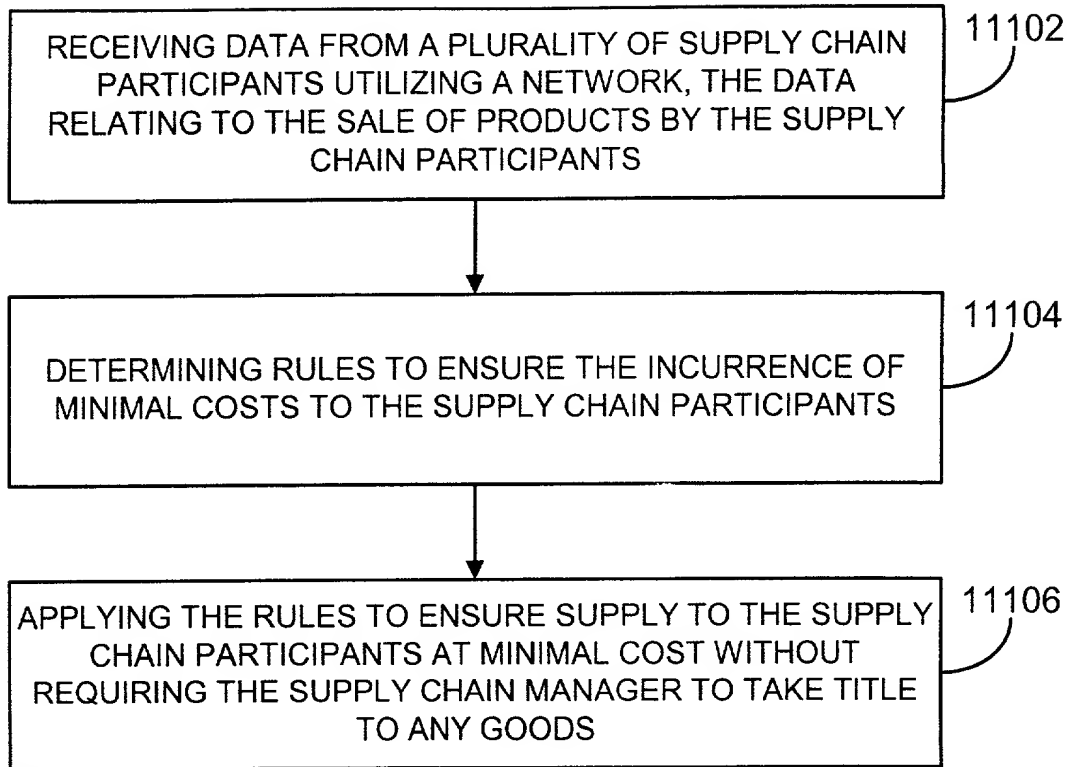 RECEIVING DATA FROM A PLURALITY OF SUPPLY CHAIN
PARTICIPANTS UTILIZING A NETWORK, THE DATA
RELATING TO THE SALE OF PRODUCTS BY THE SUPPLY
CHAIN PARTICIPANTS
11102
DETERMINING RULES TO ENSURE THE INCURRENCE OF
MINIMAL COSTS TO THE SUPPLY CHAIN PARTICIPANTS
11104
APPLYING THE RULES TO ENSURE SUPPLY TO THE SUPPLY
CHAIN PARTICIPANTS AT MINIMAL COST WITHOUT
REQUIRING THE SUPPLY CHAIN MANAGER TO TAKE TITLE
TO ANY GOODS
11106